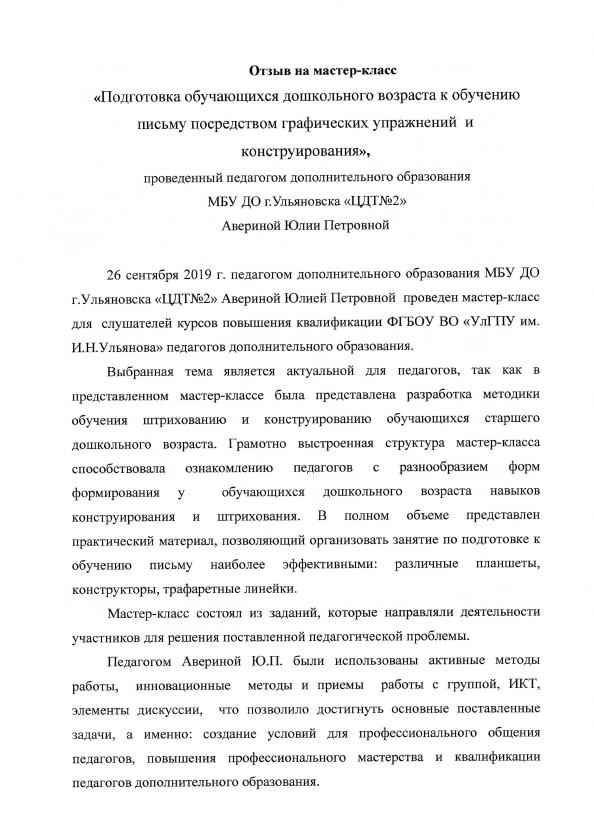 Отзыв на мастер-класс
«Подготовка обучающихся дошкольного возраста к обучению
письму посредством графических упражнений и
конструирования»,
проведенный педагогом дополнительного образования
МБУ ДО г.Ульяновска «ЦДТ№2»
Авериной Юлии Петровной
26 сентября 2019 г. педагогом дополнительного образования МБУ ДО
г.Ульяновска «ЦДТ№2» Авериной Юлией Петровной проведен мастер-класс
для слушателей курсов повышения квалификации ФГБОУ ВО «УлГПУ им.
И.Н.Ульянова» педагогов дополнительного образования.
Выбранная тема является актуальной для педагогов, так как в
представленном мастер-классе была представлена разработка методики
обучения штрихованию и конструированию обучающихся старшего
дошкольного возраста. Грамотно выстроенная структура мастер-класса
способствовала ознакомлению педагогов с разнообразием форм
формирования у обучающихся дошкольного возраста навыков
конструирования и штрихования. В полном объеме представлен
практический материал, позволяющий организовать занятие по подготовке к
обучению письму наиболее эффективными: различные планшеты,
конструкторы, трафаретные линейки.
Мастер-класс состоял из заданий, которые направляли деятельности
участников для решения поставленной педагогической проблемы.
Педагогом Авериной Ю.П. были использованы активные методы
работы, инновационные методы и приемы работы с группой, ИКТ,
элементы дискуссии, что позволило достигнуть основные поставленные
задачи, а именно: создание условий для профессионального общения
педагогов, повышения профессионального мастерства и квалификации
педагогов дополнительного образования.